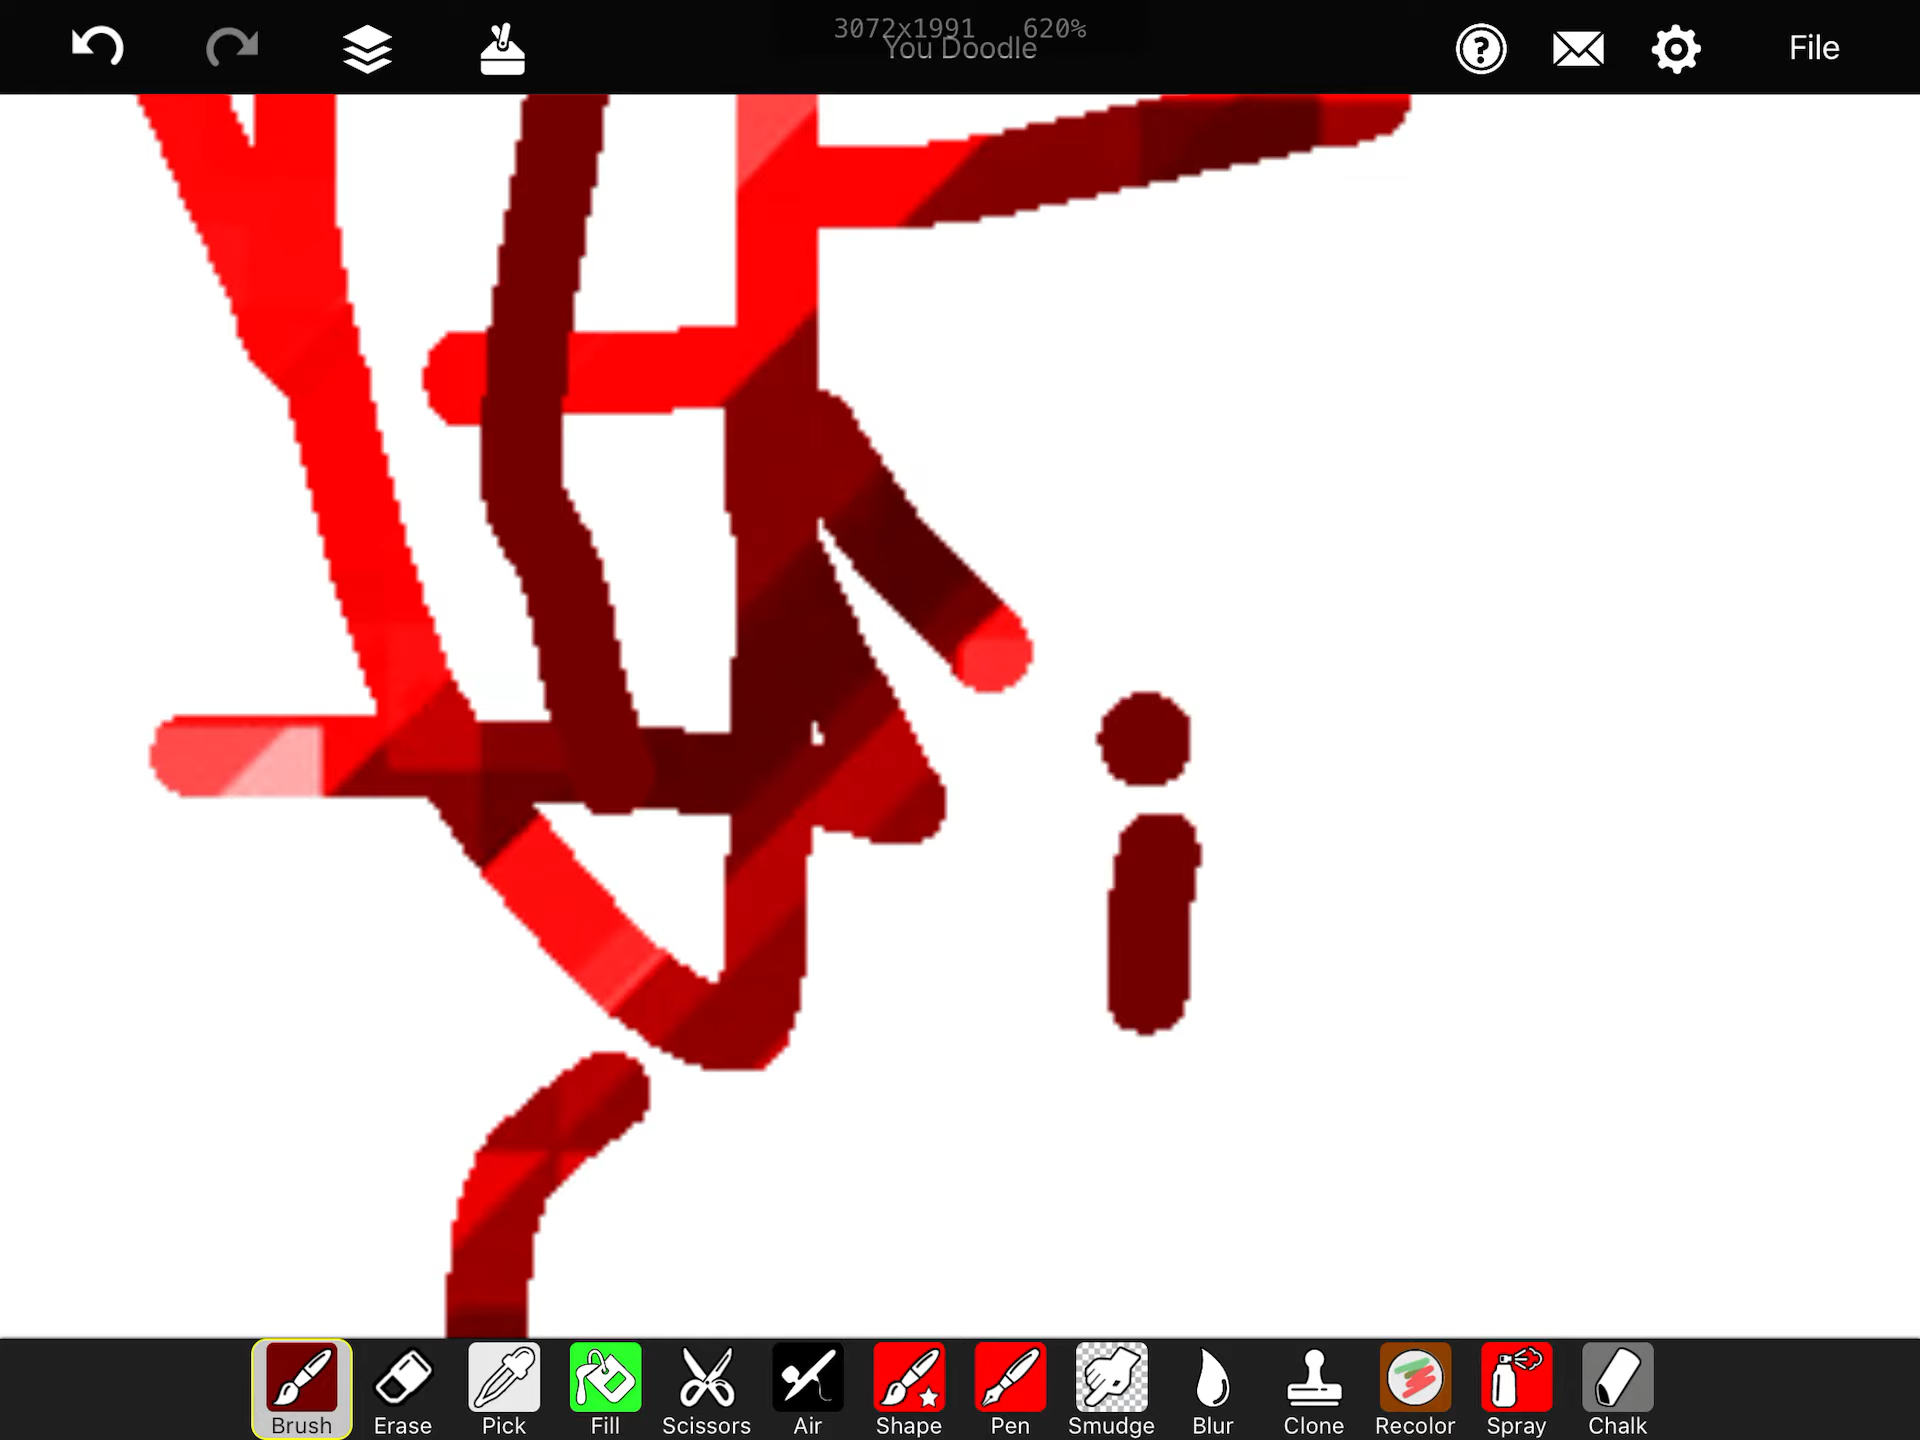 3072x1991 620%
You Doodle
File
Brush Erase Pick Fill Scissors Air Shape Pen Smudge Blur Clone Recolor Spray Chalk